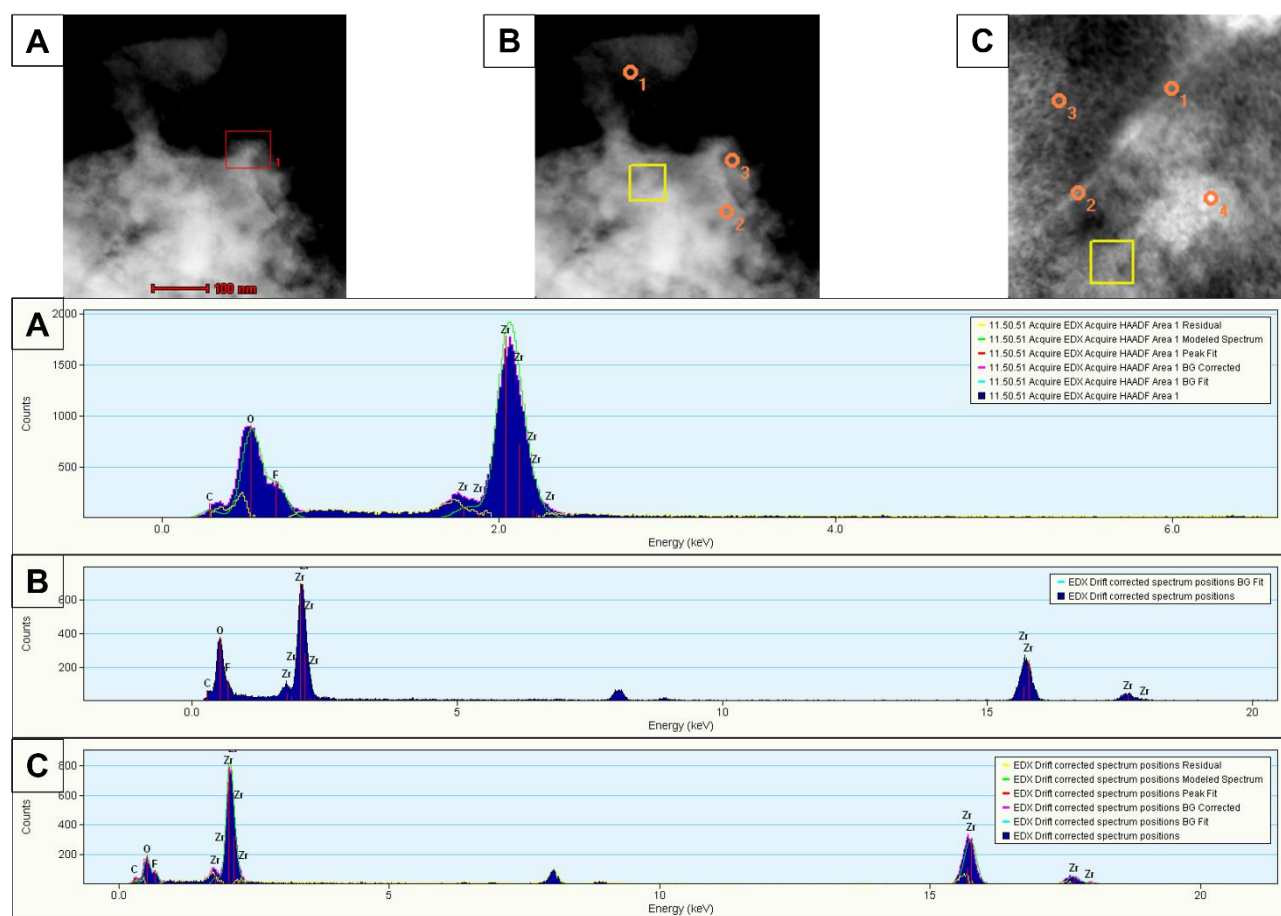 A
B
C
1
100 nm
1
3
2
1
3
2
4
A
2000
1500
1000
500
Counts
C
O
F
Zr
Zr
Zr
Zr
Zr
Zr
Zr
0.0
2.0
4.0
6.0
Energy (keV)
11.50.51 Acquire EDX Acquire HAADF Area 1 Residual
11.50.51 Acquire EDX Acquire HAADF Area 1 Modeled Spectrum
11.50.51 Acquire EDX Acquire HAADF Area 1 Peak Fit
11.50.51 Acquire EDX Acquire HAADF Area 1 BG Corrected
11.50.51 Acquire EDX Acquire HAADF Area 1 BG Fit
11.50.51 Acquire EDX Acquire HAADF Area 1
B
600
400
200
Counts
C
O
F
Zr
Zr
Zr
Zr
Zr
Zr
Zr
Zr
Zr
0.0
5
10
15
20
Energy (keV)
EDX Drift corrected spectrum positions BG Fit
EDX Drift corrected spectrum positions
C
800
600
400
200
Counts
C
O
F
Zr
Zr
Zr
Zr
Zr
Zr
Zr
Zr
Zr
Zr
0.0
10
15
20
Energy (keV)
EDX Drift corrected spectrum positions Residual
EDX Drift corrected spectrum positions Modeled Spectrum
EDX Drift corrected spectrum positions Peak Fit
EDX Drift corrected spectrum positions BG Corrected
EDX Drift corrected spectrum positions BG Fit
EDX Drift corrected spectrum positions